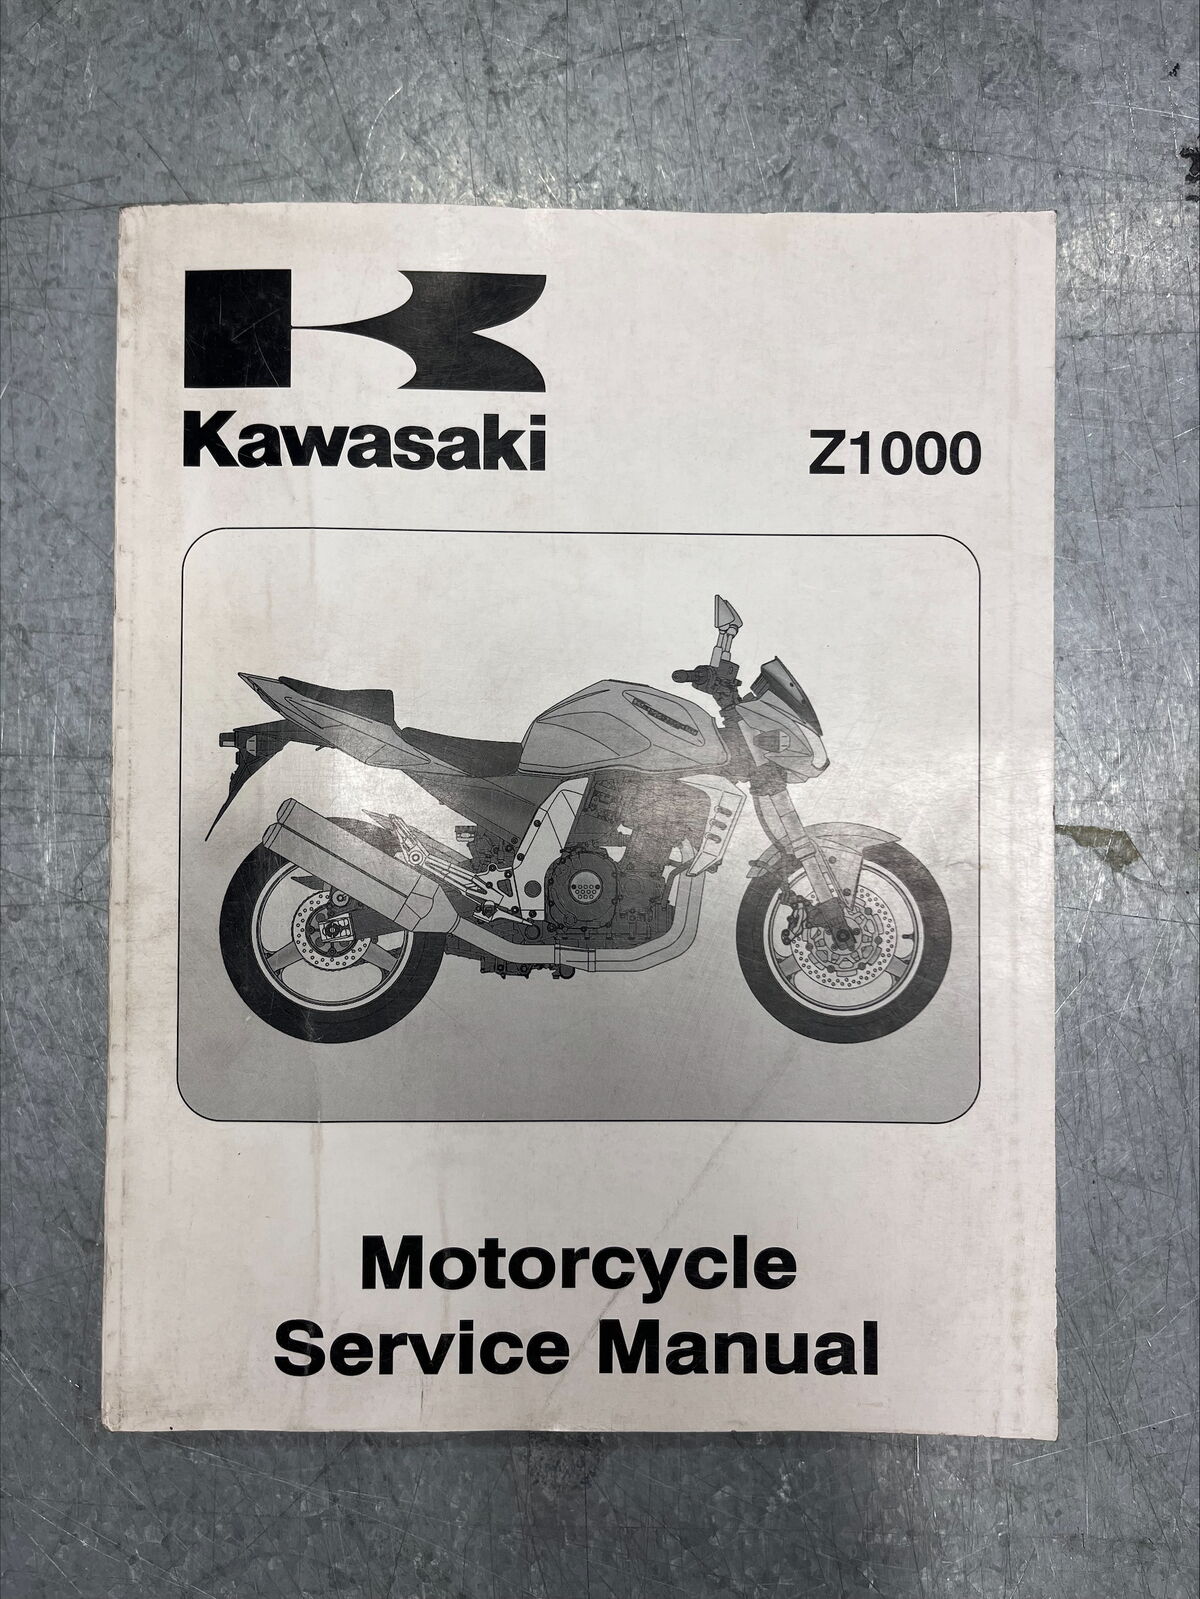 Kawasaki
Z1000
Motorcycle
Service Manual